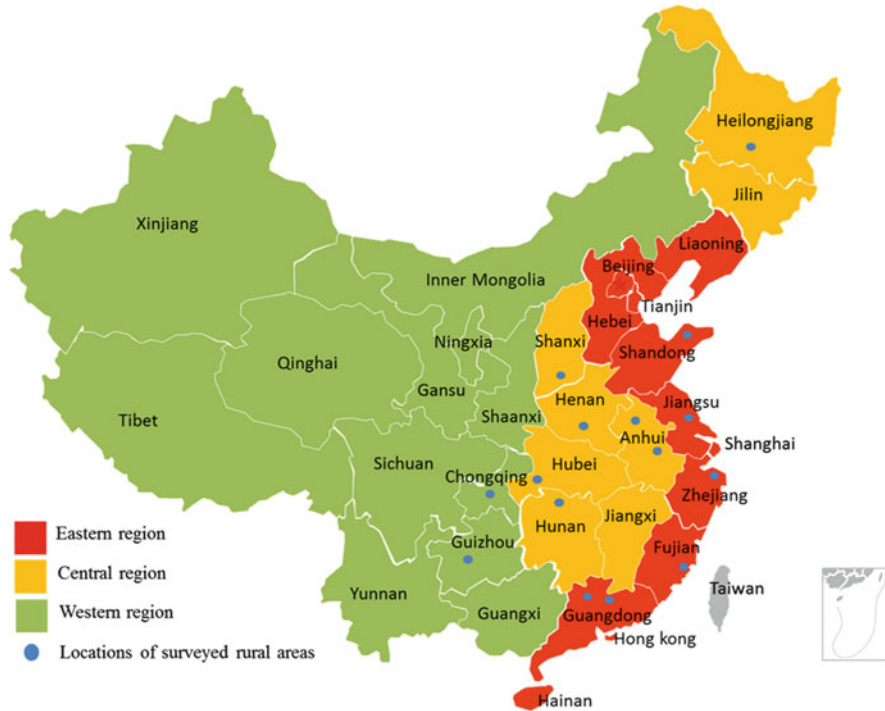 Heilongjiang
Jilin
Xinjiang
Liaoning
Beijing
Inner Mongolia
Tianjin
Hebei
Ningxia
Shanxi
Shandong
Qinghai
Gansu
Henan
Jiangsu
Tibet
Shaanxi
Anhui
Shanghai
Sichuan
Hubei
Chongqing
Zhejiang
Jiangxi
Hunan
Eastern region
Guizhou
Fujian
Central region
Taiwan
Yunnan
Western region
Guangxi
Guangdong
Hong kong
Locations of surveyed rural areas
Hainan